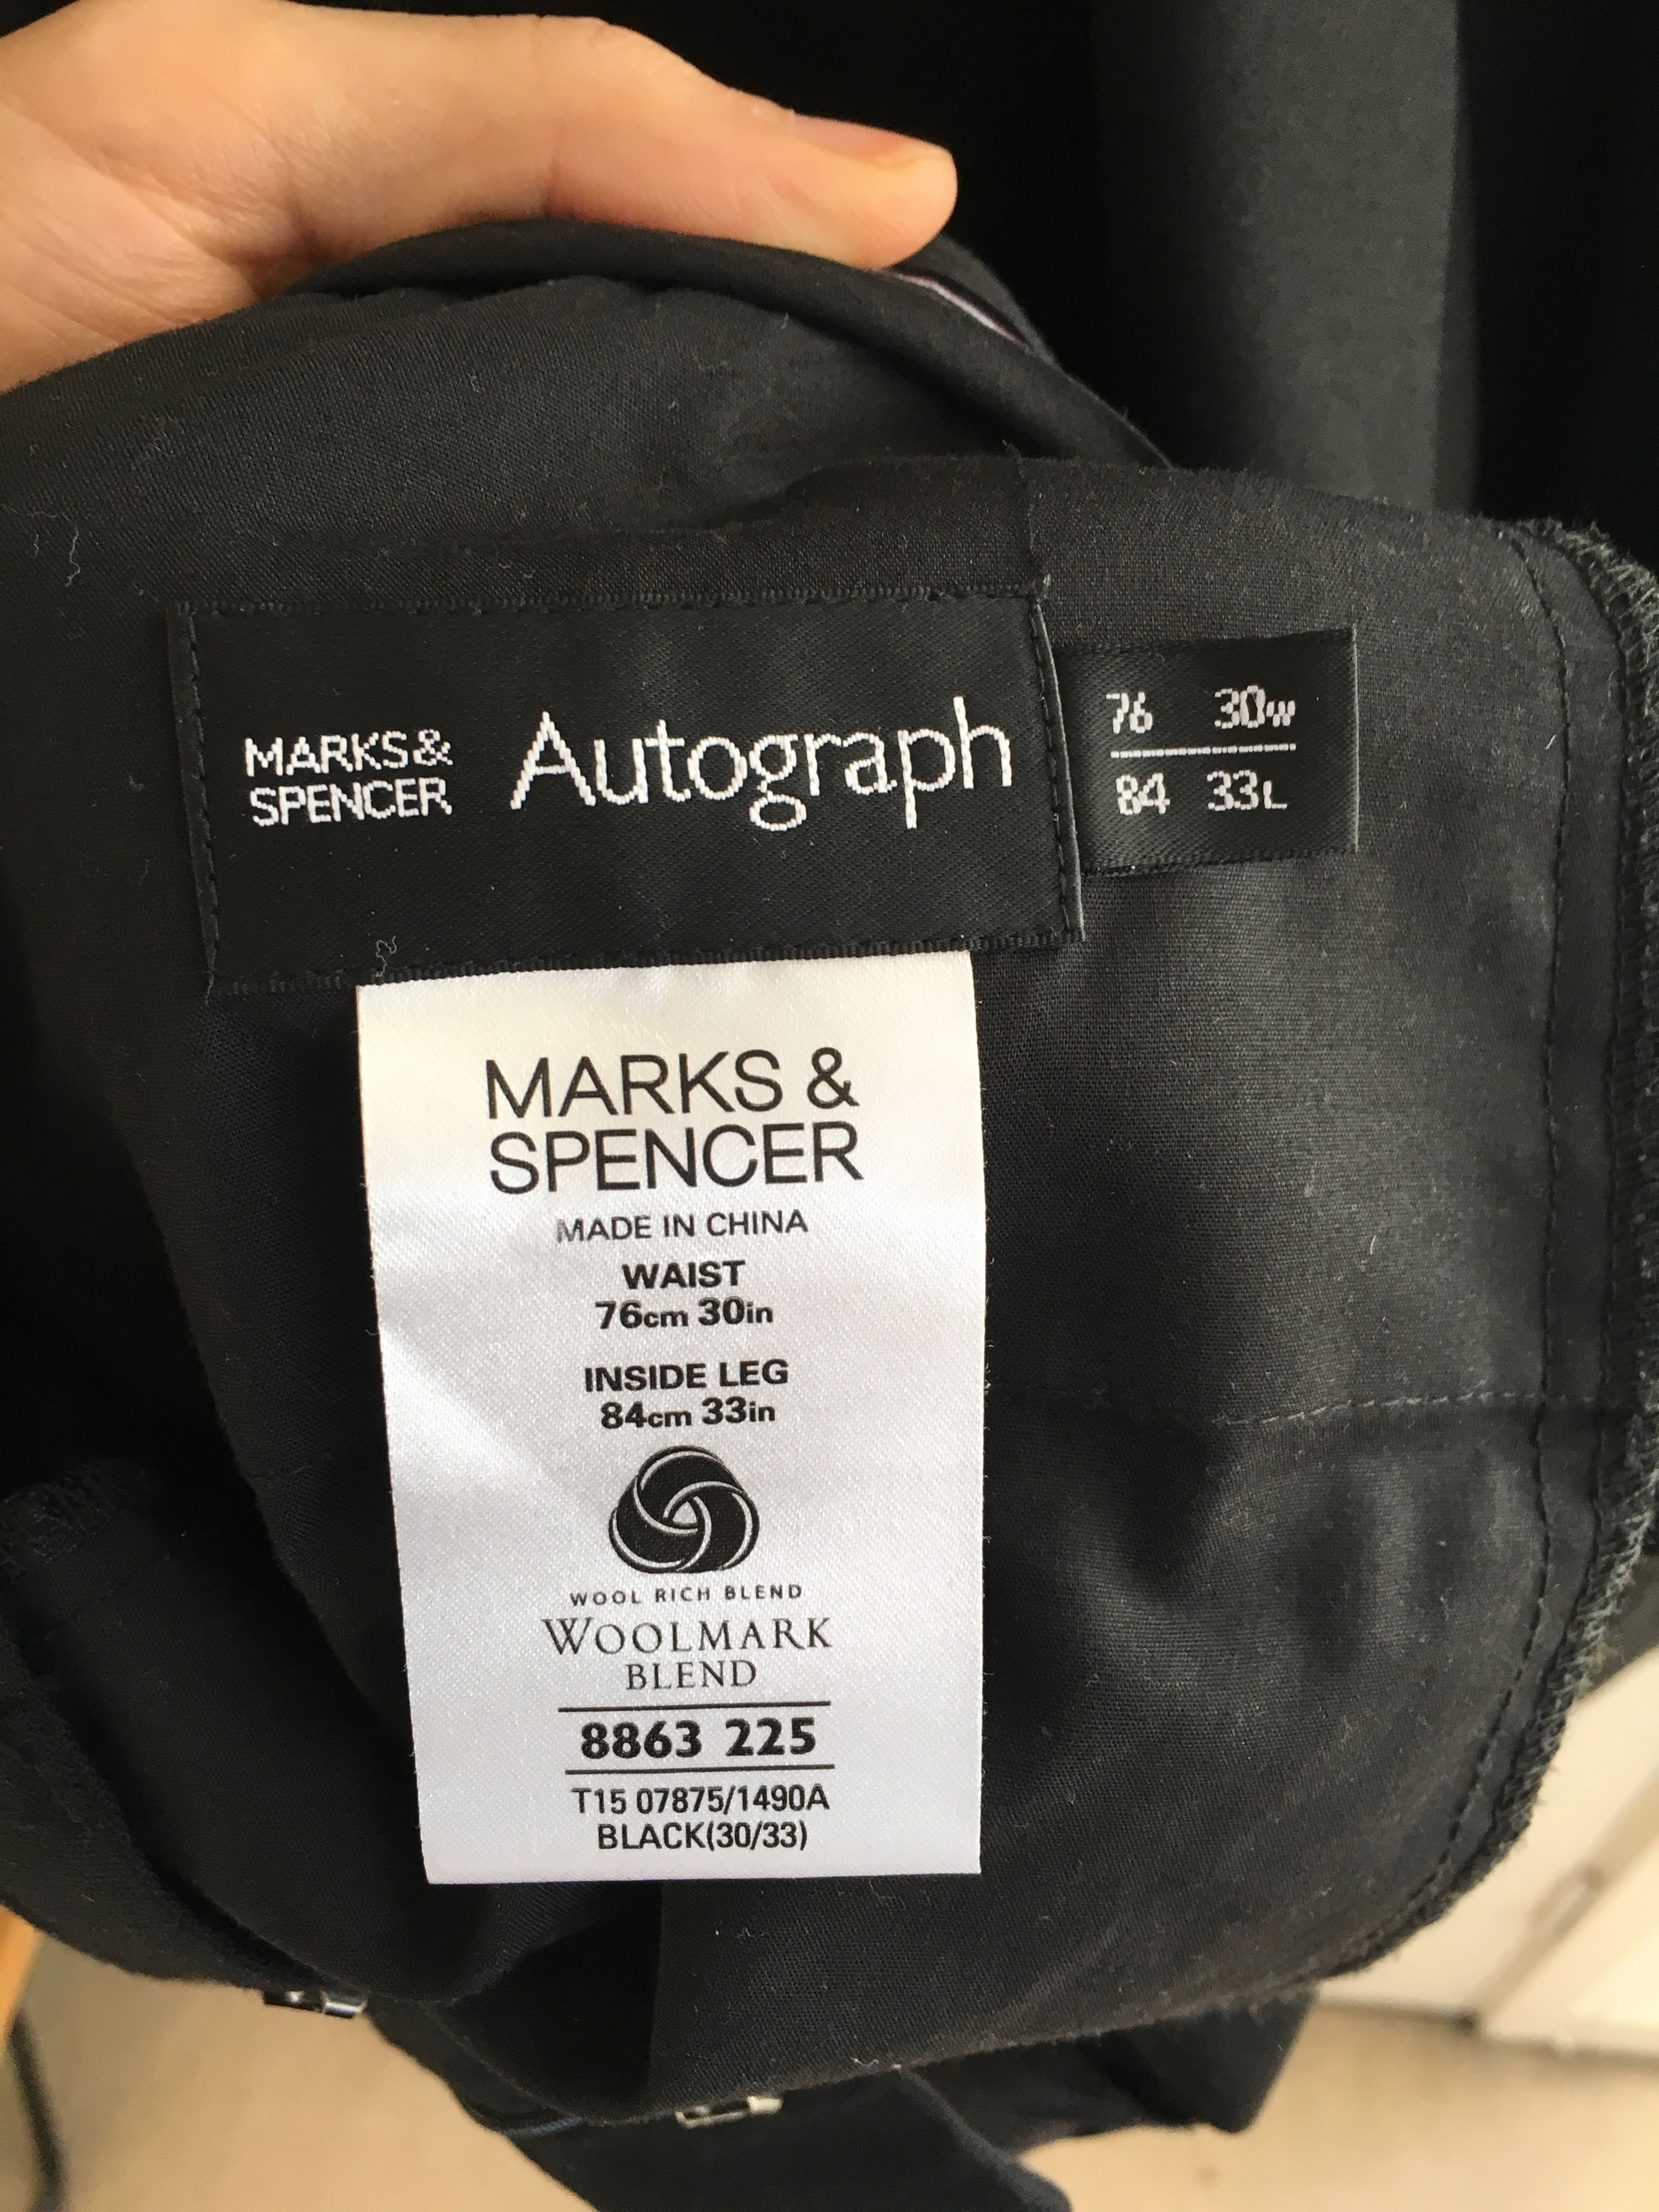 MARKS &
SPENCER
Autograph
76 30W
84 33L
MARKS &
SPENCER
MADE IN CHINA
WAIST
76cm 30in
INSIDE LEG
84cm 33in
WOOL RICH BLEND
WOOLMARK
BLEND
8863 225
T15 07875/1490A
BLACK(30/33)